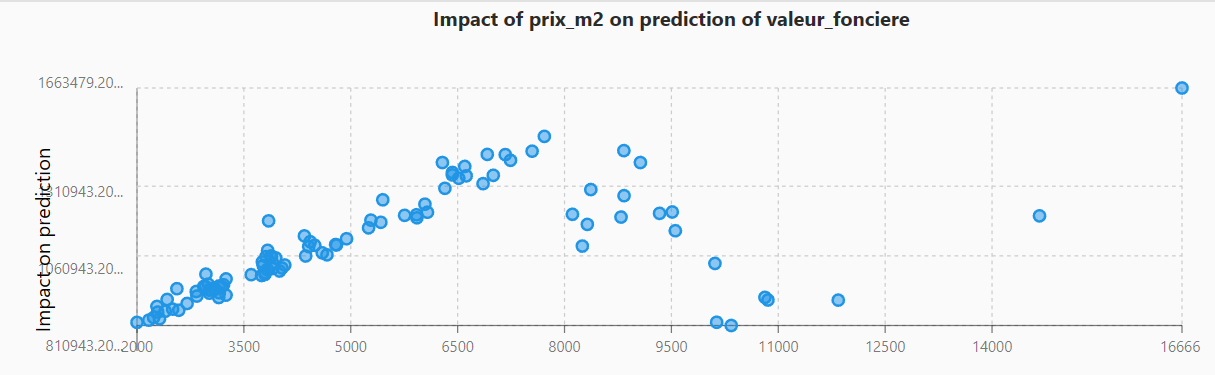 Impact of prix_m2 on prediction of valeur_fonciere
1663479.20...
1310943.20...
1060943.20...
810943.20...
Impact on prediction
2000 3500 5000 6500 8000 9500 11000 12500 14000 16666